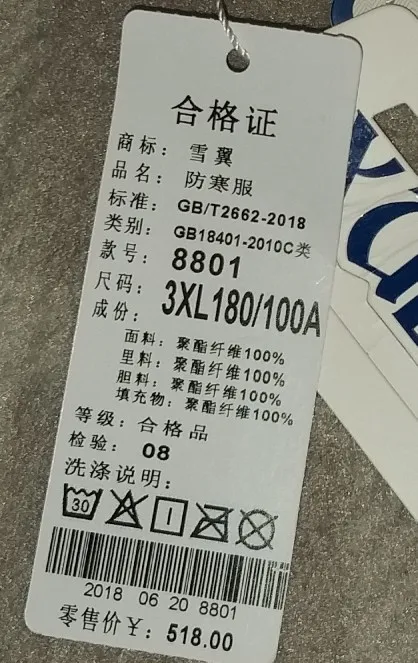 合格证
商标：雪翼
品名：防寒服
标准：GB/T2662-2018
类别：GB18401-2010C类
款号：8801
尺码：3XL180/100A
成份：
面料：聚酯纤维100%
里料：聚酯纤维100%
胆料：聚酯纤维100%
填充物：聚酯纤维100%
等级：合格品
检验：08
洗涤说明：
30
2018 06 20 8801
零售价￥：518.00